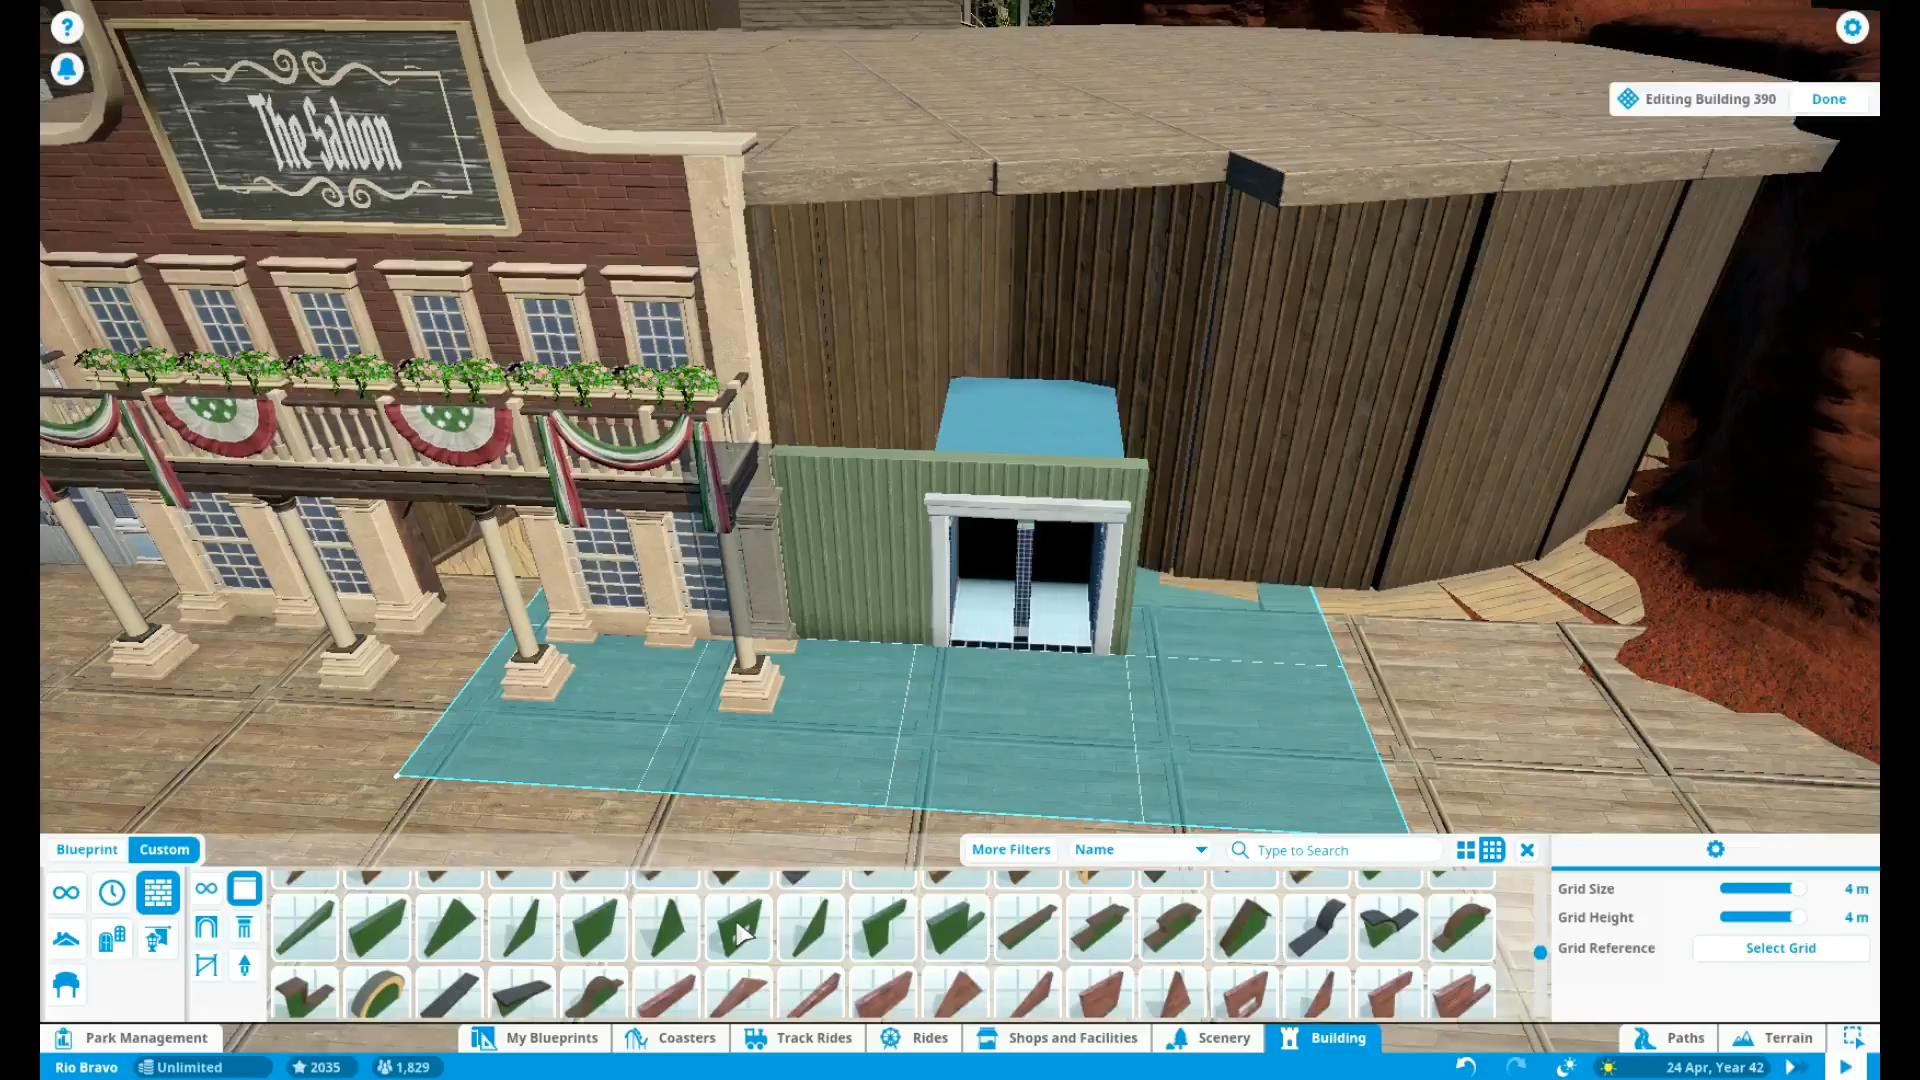 ?
The Saloon
Editing Building 390
Done
Blueprint
Custom
More Filters
Name
Type to Search
Grid Size
4 m
Grid Height
4 m
Grid Reference
Select Grid
Park Management
My Blueprints
Coasters
Track Rides
Rides
Shops and Facilities
Scenery
Building
Paths
Terrain
Rio Bravo
Unlimited
2035
1,829
24 Apr, Year 42